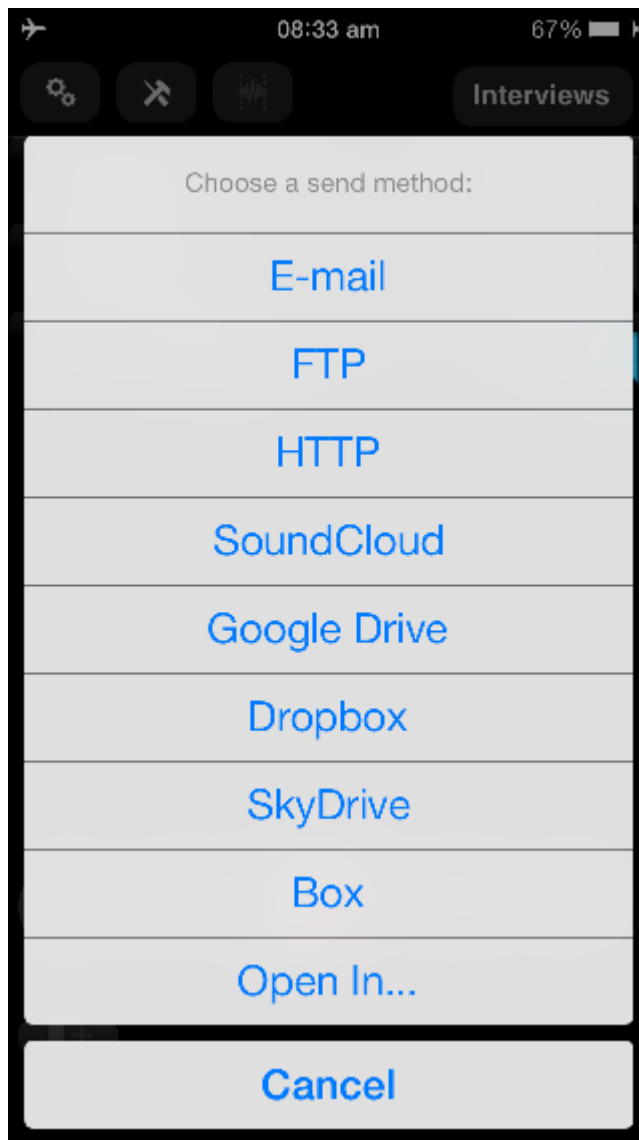 08:33 am
67%
Interviews
Choose a send method:
E-mail
FTP
HTTP
SoundCloud
Google Drive
Dropbox
SkyDrive
Box
Open In...
Cancel